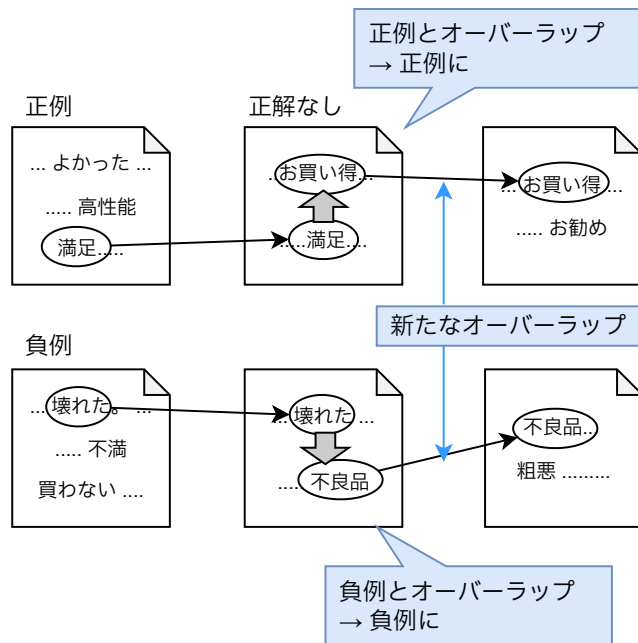 正例とオーバーラップ
→ 正例に
正例
正解なし
... よかった ...
..... 高性能
満足.....
...お買い得...
.....満足....
... お買い得 ...
..... お勧め
新たなオーバーラップ
負例
... 壊れた。 ...
..... 不満
買わない ....
... 壊れた ...
..... 不良品
不良品...
粗悪 .........
負例とオーバーラップ
→ 負例に